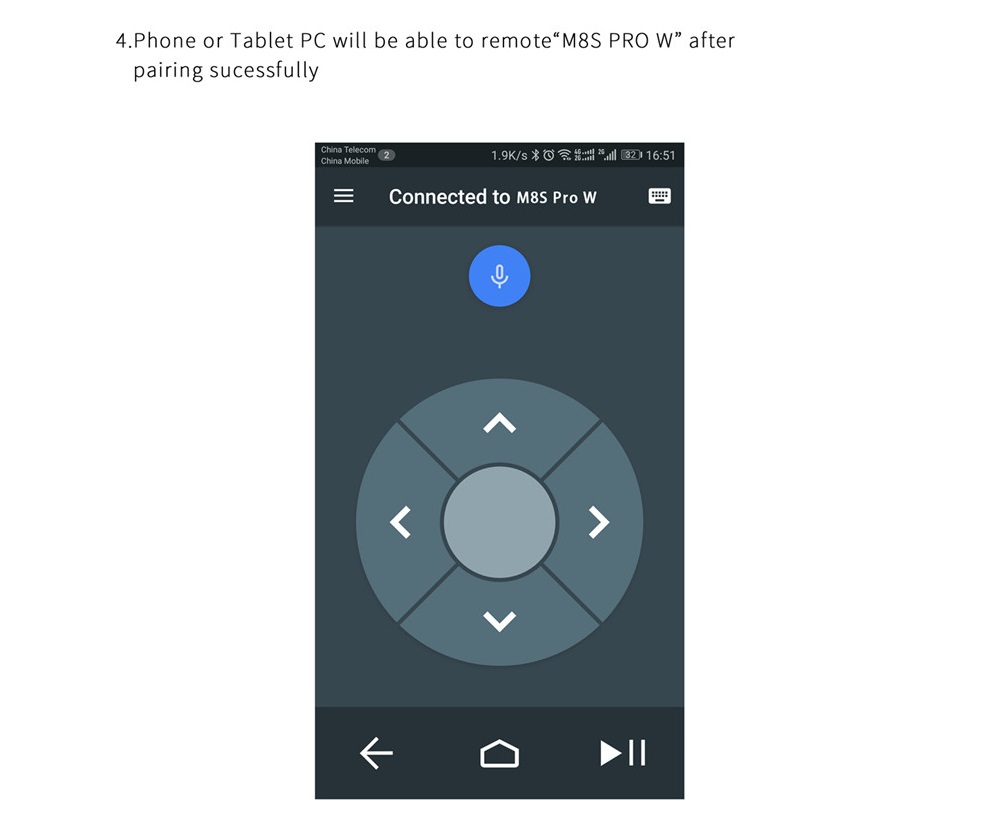 4.Phone or Tablet PC will be able to remote“M8S PRO W” after
pairing sucessfully
China Telecom
China Mobile
2
1.9K/s 4G 2G 2G 32 16:51
Connected to M8S Pro W